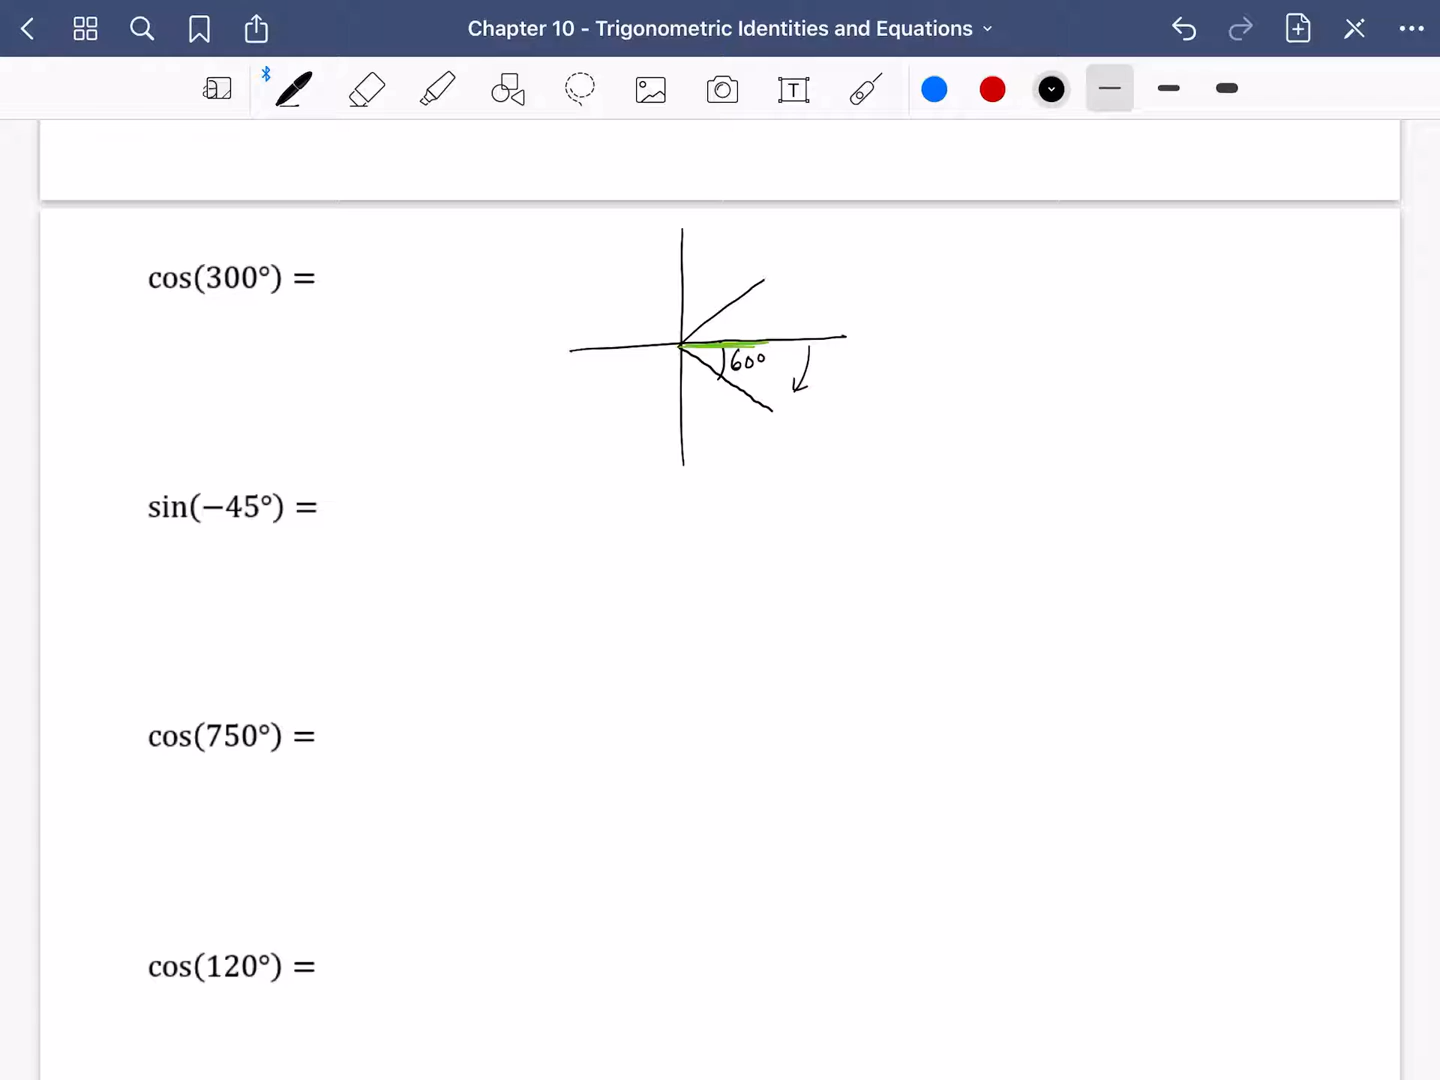 Chapter 10 - Trigonometric Identities and Equations
T
cos(300°) =
60°
sin(−45°) =
cos(750°) =
cos(120°) =